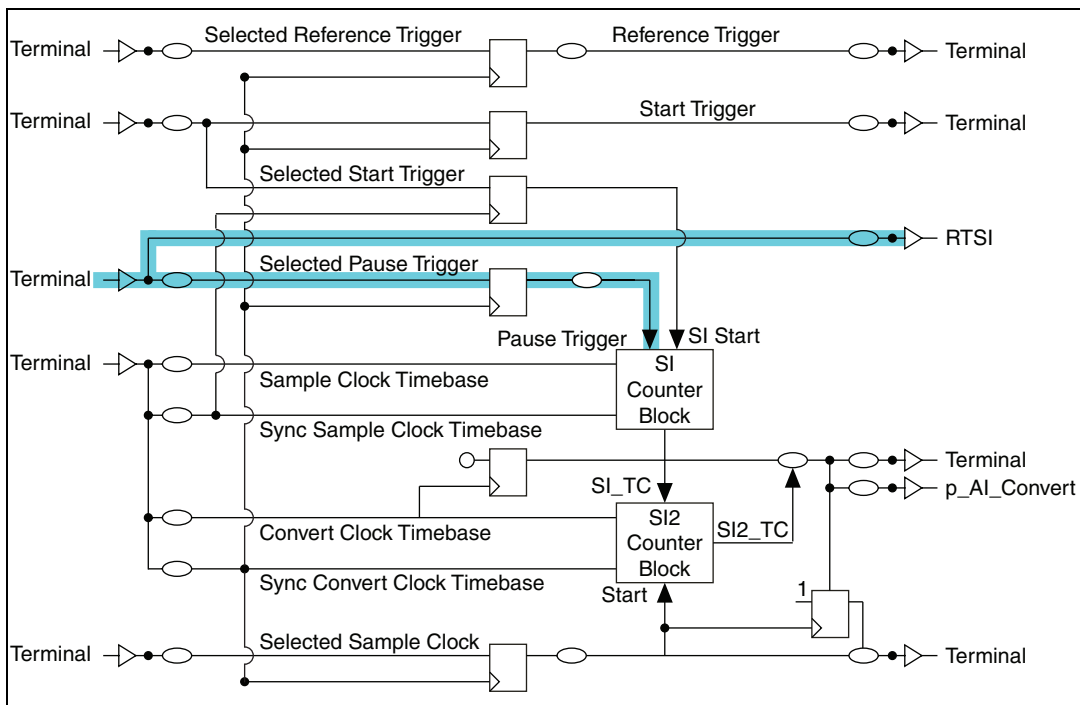 Terminal Selected Reference Trigger Reference Trigger Terminal
Terminal Start Trigger Terminal
Selected Start Trigger
RTSI
Terminal Selected Pause Trigger
Pause Trigger SI Start
Terminal
Sample Clock Timebase
SI
Counter
Block
Sync Sample Clock Timebase
Terminal
SI_TC
p_AI_Convert
Convert Clock Timebase
SI2
Counter
Block
SI2_TC
Sync Convert Clock Timebase
Start
1
Terminal Selected Sample Clock Terminal